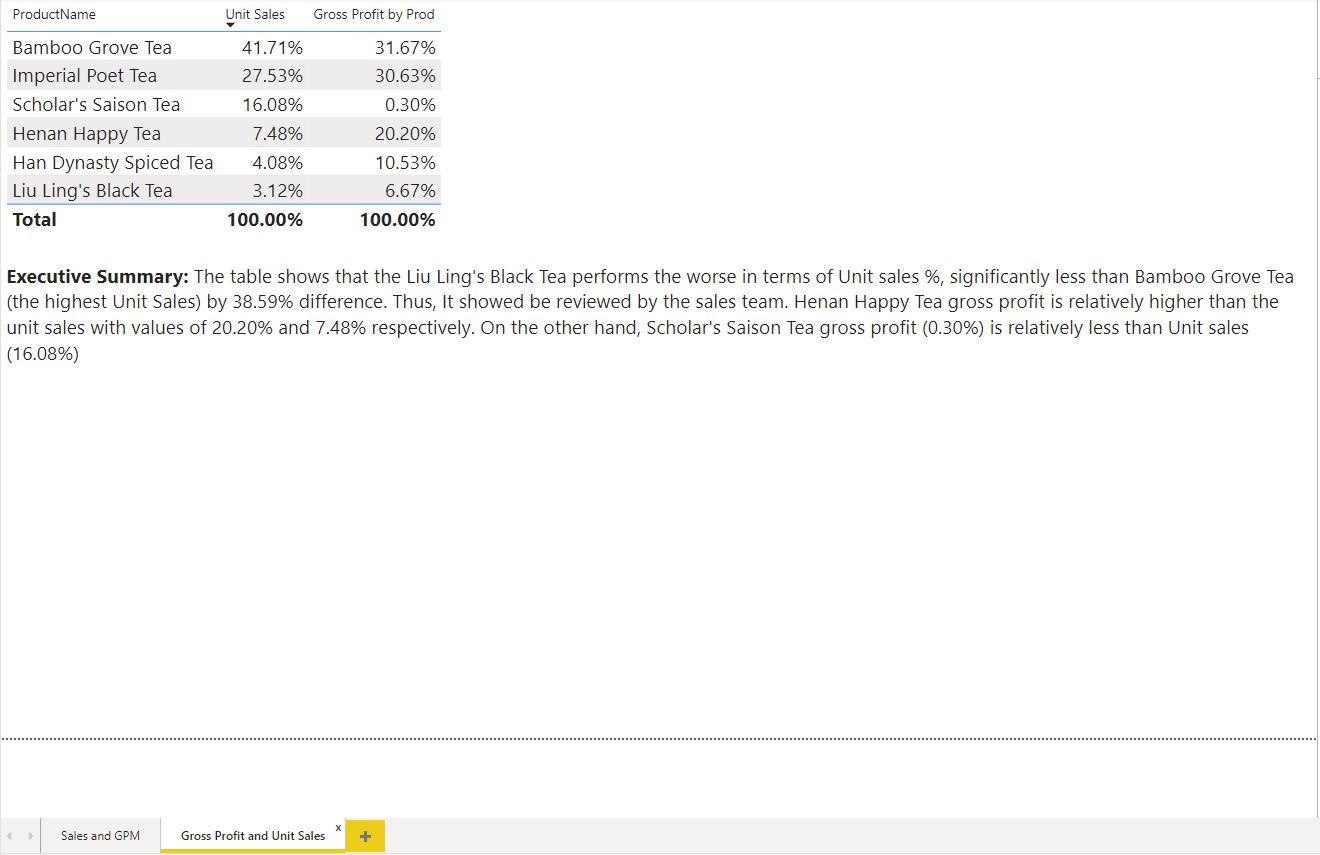 ProductName Unit Sales Gross Profit by Prod
Bamboo Grove Tea 41.71% 31.67%
Imperial Poet Tea 27.53% 30.63%
Scholar's Saison Tea 16.08% 0.30%
Henan Happy Tea 7.48% 20.20%
Han Dynasty Spiced Tea 4.08% 10.53%
Liu Ling's Black Tea 3.12% 6.67%
Total 100.00% 100.00%
Executive Summary: The table shows that the Liu Ling's Black Tea performs the worse in terms of Unit sales %, significantly less than Bamboo Grove Tea
(the highest Unit Sales) by 38.59% difference. Thus, It showed be reviewed by the sales team. Henan Happy Tea gross profit is relatively higher than the
unit sales with values of 20.20% and 7.48% respectively. On the other hand, Scholar's Saison Tea gross profit (0.30%) is relatively less than Unit sales
(16.08%)
Sales and GPM Gross Profit and Unit Sales x +